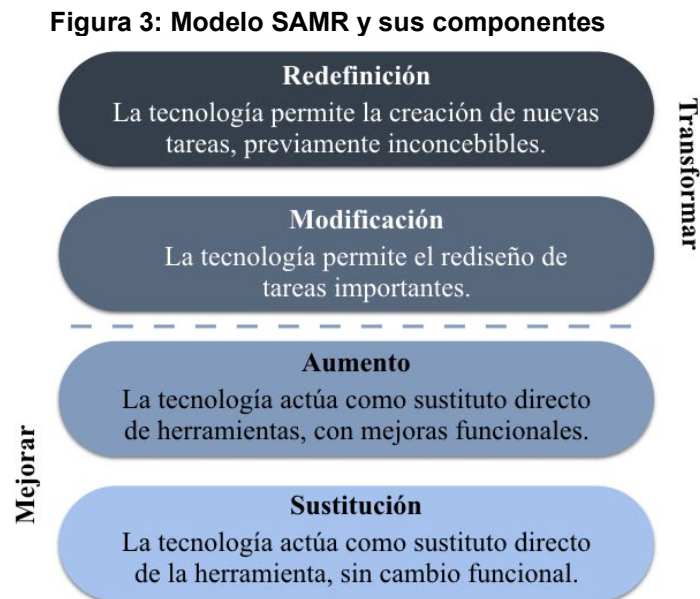 Figura 3: Modelo SAMR y sus componentes
Redefinición
La tecnología permite la creación de nuevas
tareas, previamente inconcebibles.
Transformar
Modificación
La tecnología permite el rediseño de
tareas importantes.
Aumento
La tecnología actúa como sustituto directo
de herramientas, con mejoras funcionales.
Mejorar
Sustitución
La tecnología actúa como sustituto directo
de la herramienta, sin cambio funcional.